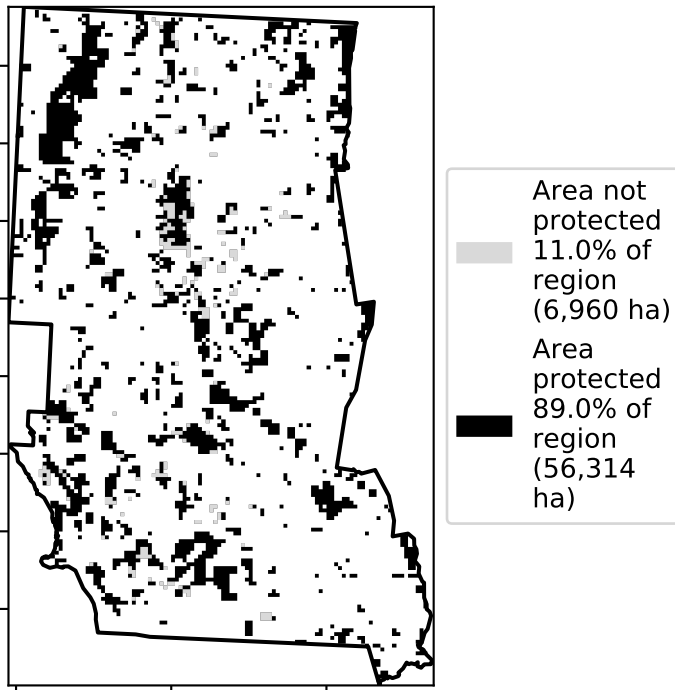 Area not
protected
11.0% of
region
(6,960 ha)
Area
protected
89.0% of
region
(56,314
ha)